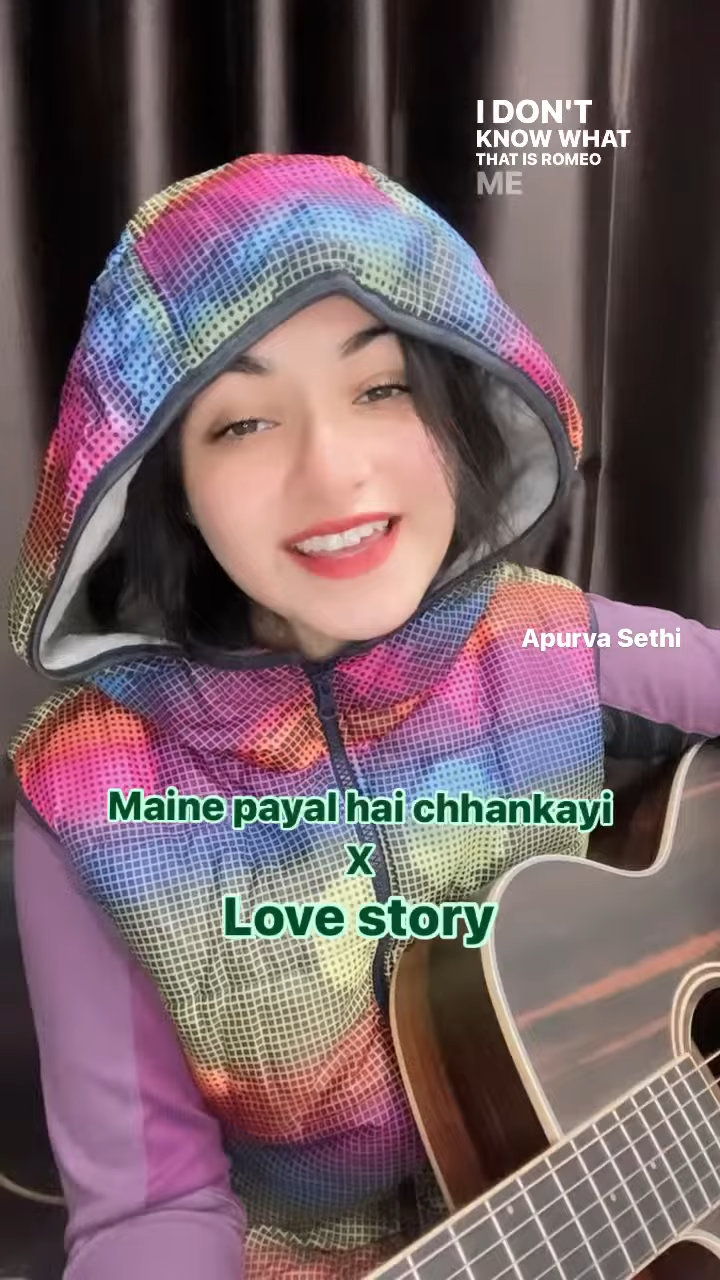 I DON'T
KNOW WHAT
THAT IS ROMEO
ME
Apurva Sethi
Maine payal hai chhankayi
X
Love story